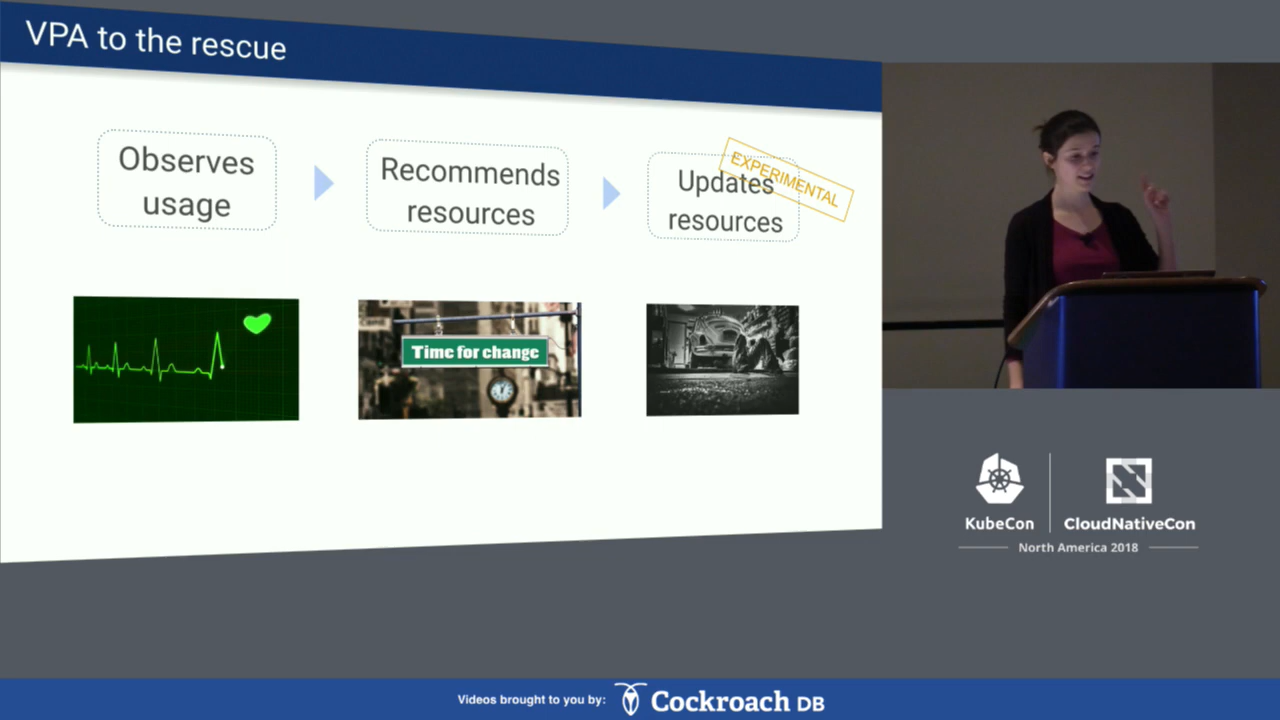 VPA to the rescue
Observes
usage
Recommends
resources
EXPERIMENTAL
Updates
resources
Time for change
KubeCon
CloudNativeCon
North America 2018
Videos brought to you by:
Cockroach DB